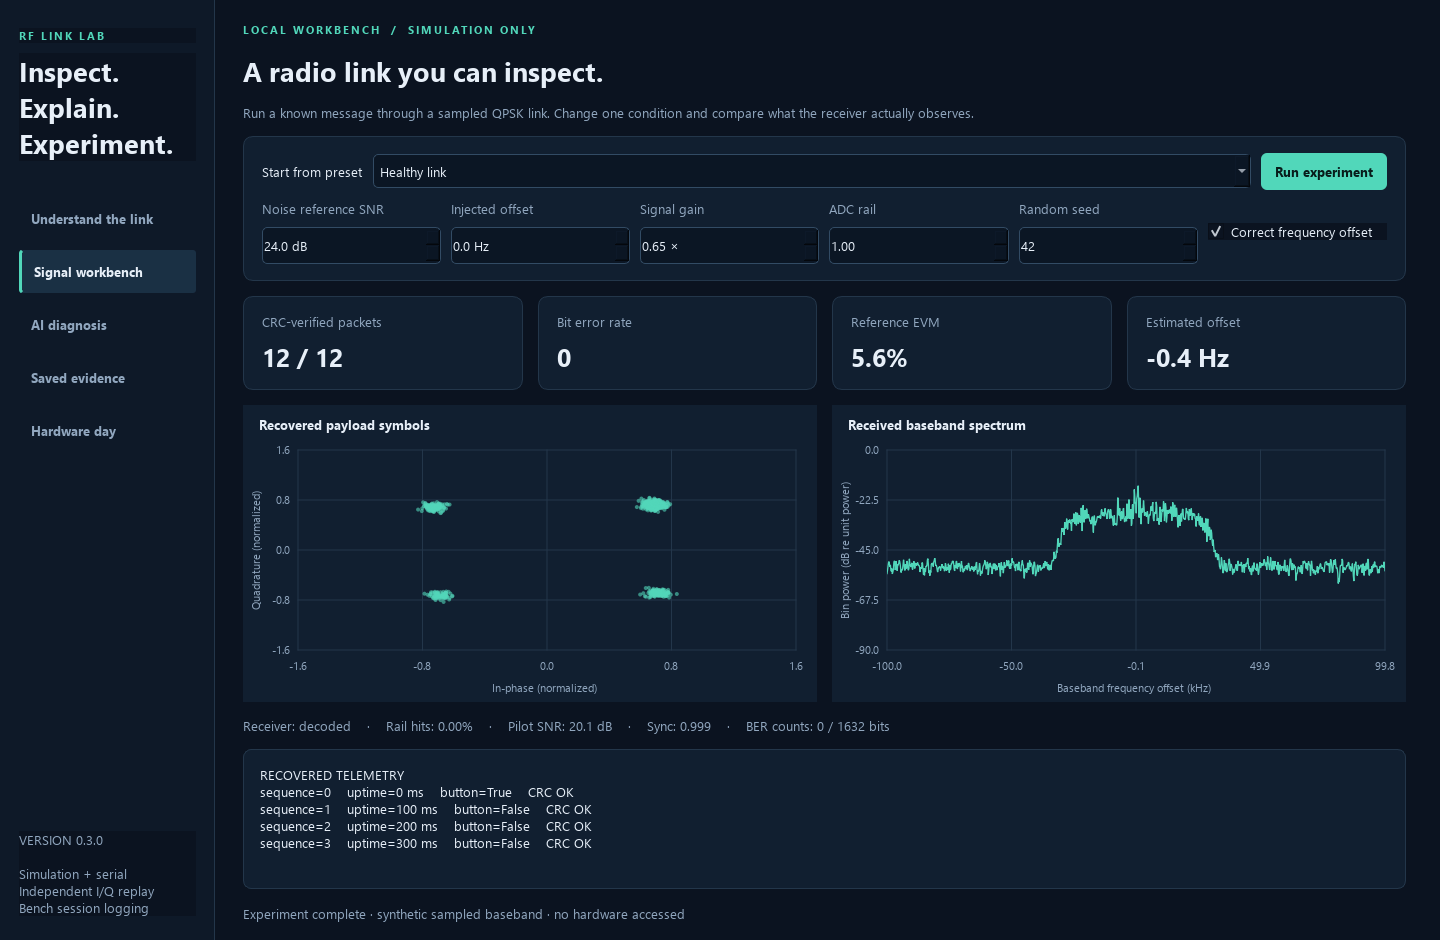 RF LINK LAB
Inspect.
Explain.
Experiment.
Understand the link
Signal workbench
AI diagnosis
Saved evidence
Hardware day
VERSION 0.3.0
Simulation + serial
Independent I/Q replay
Bench session logging
LOCAL WORKBENCH / SIMULATION ONLY
A radio link you can inspect.
Run a known message through a sampled QPSK link. Change one condition and compare what the receiver actually observes.
Start from preset Healthy link Run experiment
Noise reference SNR Injected offset Signal gain ADC rail Random seed
24.0 dB 0.0 Hz 0.65 × 1.00 42 ✓ Correct frequency offset
CRC-verified packets Bit error rate Reference EVM Estimated offset
12 / 12 0 5.6% -0.4 Hz
Recovered payload symbols
1.6
0.8
0.0
-0.8
-1.6
Quadrature (normalized)
-1.6 -0.8 0.0 0.8 1.6
In-phase (normalized)
Received baseband spectrum
0.0
-22.5
-45.0
-67.5
-90.0
Bin power (dB re unit power)
-100.0 -50.0 -0.1 49.9 99.8
Baseband frequency offset (kHz)
Receiver: decoded · Rail hits: 0.00% · Pilot SNR: 20.1 dB · Sync: 0.999 · BER counts: 0 / 1632 bits
RECOVERED TELEMETRY
sequence=0 uptime=0 ms button=True CRC OK
sequence=1 uptime=100 ms button=False CRC OK
sequence=2 uptime=200 ms button=False CRC OK
sequence=3 uptime=300 ms button=False CRC OK
Experiment complete · synthetic sampled baseband · no hardware accessed